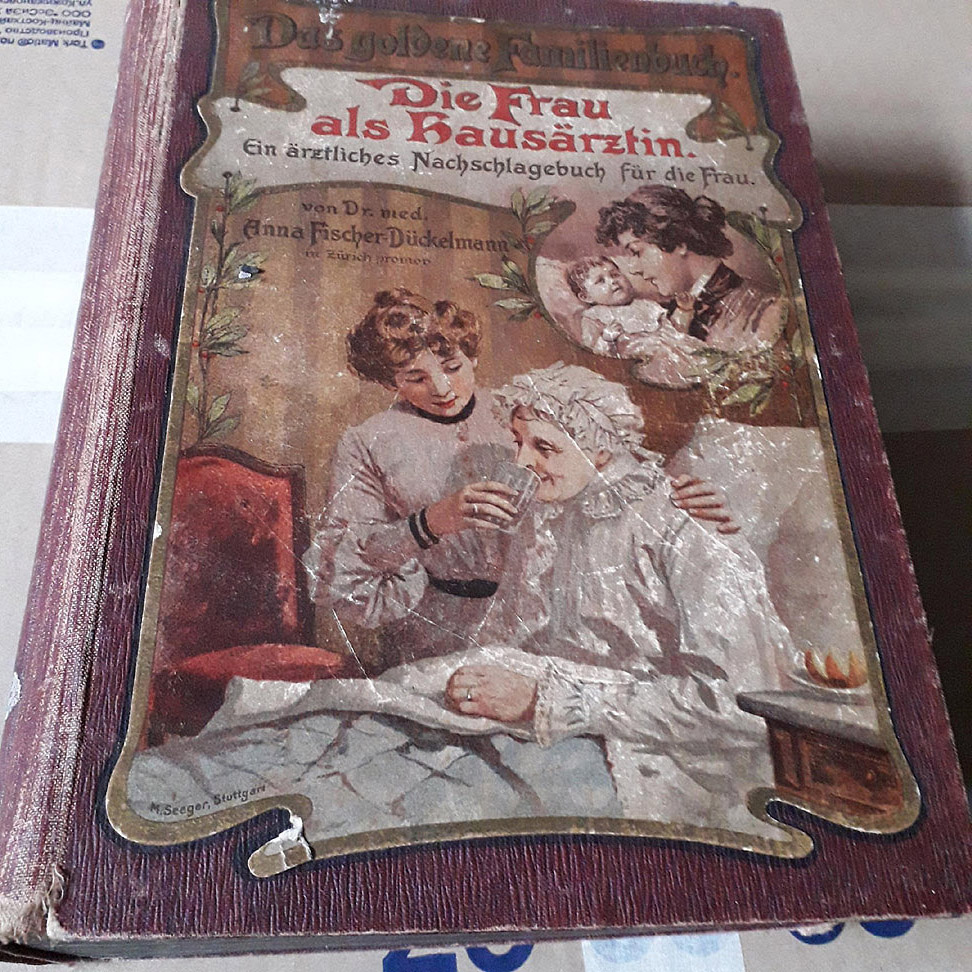 Das goldene Familienbuch.
Die Frau
als Hausärztin.
Ein ärztliches Nachschlagebuch für die Frau.
von Dr. med.
Anna Fischer-Dückelmann
in Zürich promov
M. Seeger, Stuttgart
Производство